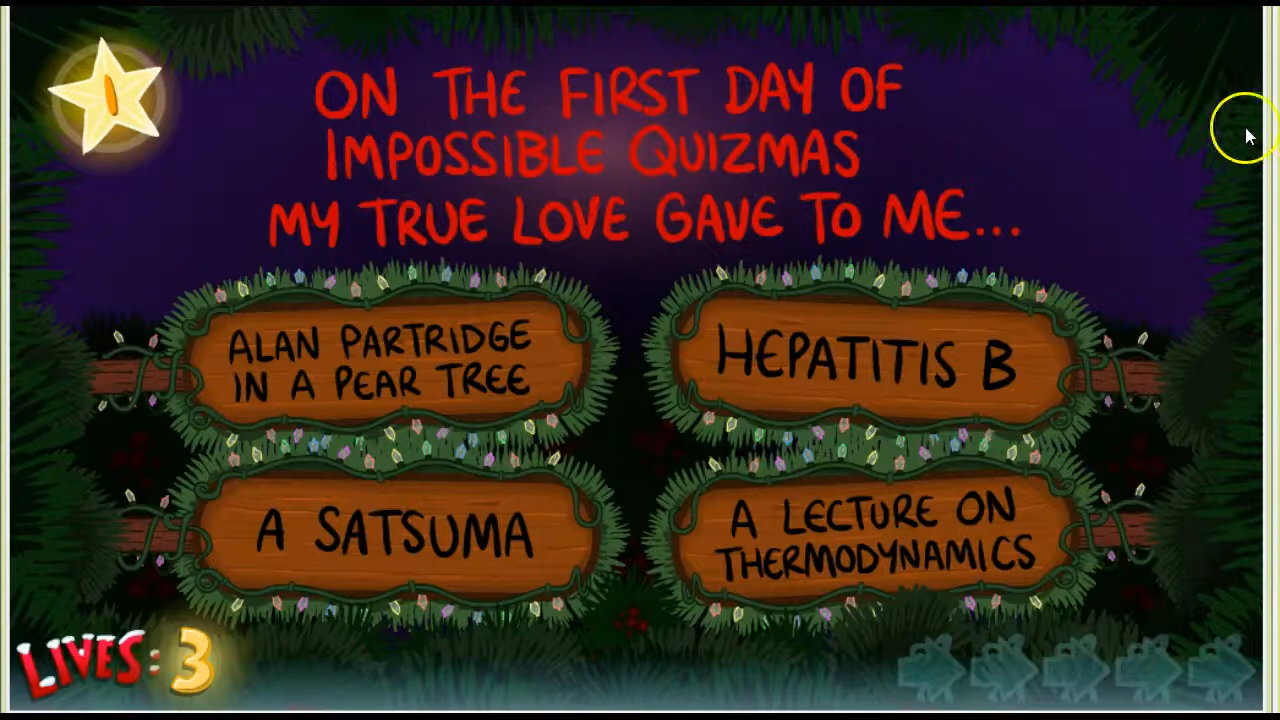 1
ON THE FIRST DAY OF
IMPOSSIBLE QUIZMAS
MY TRUE LOVE GAVE TO ME...
ALAN PARTRIDGE
IN A PEAR TREE
HEPATITIS B
A SATSUMA
A LECTURE ON
THERMODYNAMICS
LIVES: 3